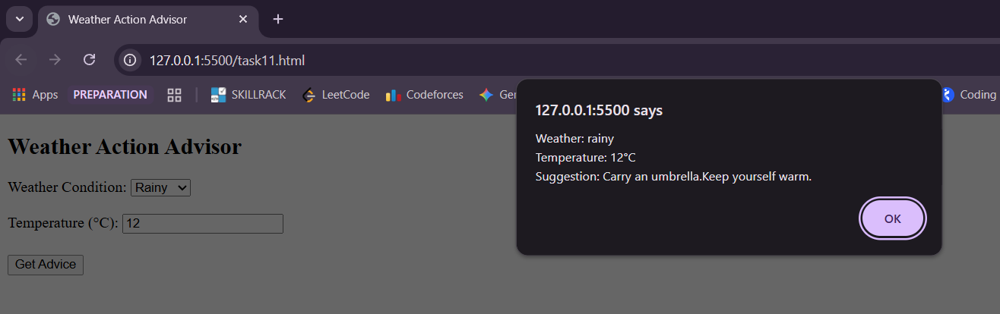 Weather Action Advisor
127.0.0.1:5500/task11.html
Apps PREPARATION SKILLRACK LeetCode Codeforces Coding
127.0.0.1:5500 says
Weather: rainy
Temperature: 12°C
Suggestion: Carry an umbrella.Keep yourself warm.
OK
Weather Action Advisor
Weather Condition: Rainy
Temperature (°C): 12
Get Advice